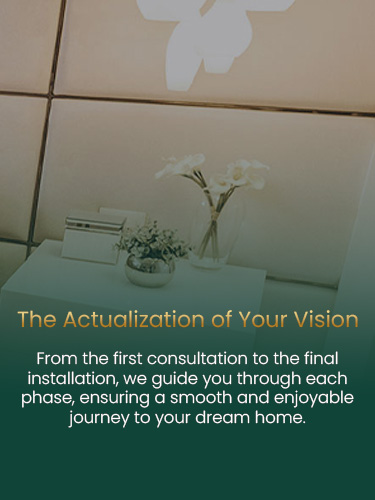 The Actualization of Your Vision
From the first consultation to the final
installation, we guide you through each
phase, ensuring a smooth and enjoyable
journey to your dream home.